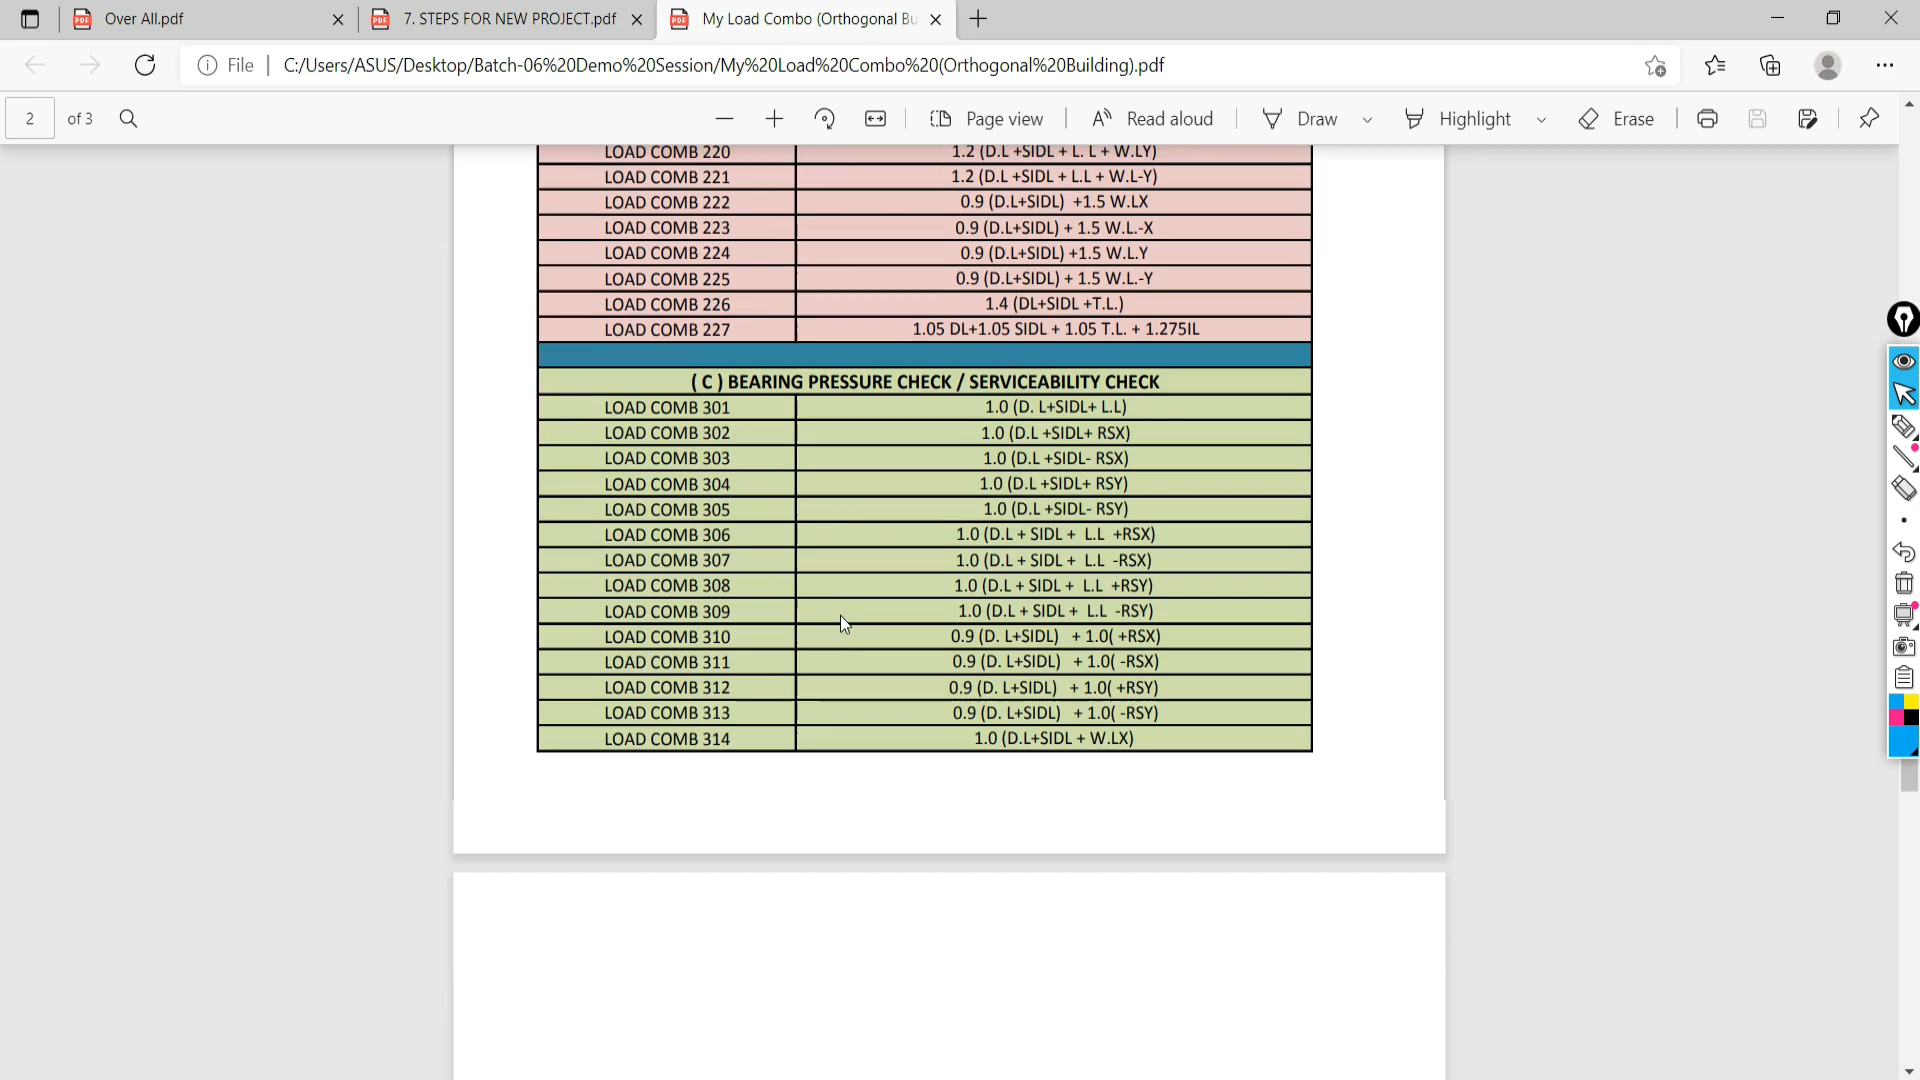 Over All.pdf
7. STEPS FOR NEW PROJECT.pdf
My Load Combo (Orthogonal Bu
File
C:/Users/ASUS/Desktop/Batch-06%20Demo%20Session/My%20Load%20Combo%20(Orthogonal%20Building).pdf
2 of 3
Page view
Read aloud
Draw
Highlight
Erase
LOAD COMB 220 1.2 (D.L +SIDL + L. L + W.LY)
LOAD COMB 221 1.2 (D.L +SIDL + L.L + W.L-Y)
LOAD COMB 222 0.9 (D.L+SIDL) +1.5 W.LX
LOAD COMB 223 0.9 (D.L+SIDL) + 1.5 W.L.-X
LOAD COMB 224 0.9 (D.L+SIDL) +1.5 W.L.Y
LOAD COMB 225 0.9 (D.L+SIDL) + 1.5 W.L.-Y
LOAD COMB 226 1.4 (DL+SIDL +T.L.)
LOAD COMB 227 1.05 DL+1.05 SIDL + 1.05 T.L. + 1.275IL
( C ) BEARING PRESSURE CHECK / SERVICEABILITY CHECK
LOAD COMB 301 1.0 (D. L+SIDL+ L.L)
LOAD COMB 302 1.0 (D.L +SIDL+ RSX)
LOAD COMB 303 1.0 (D.L +SIDL- RSX)
LOAD COMB 304 1.0 (D.L +SIDL+ RSY)
LOAD COMB 305 1.0 (D.L +SIDL- RSY)
LOAD COMB 306 1.0 (D.L + SIDL + L.L +RSX)
LOAD COMB 307 1.0 (D.L + SIDL + L.L -RSX)
LOAD COMB 308 1.0 (D.L + SIDL + L.L +RSY)
LOAD COMB 309 1.0 (D.L + SIDL + L.L -RSY)
LOAD COMB 310 0.9 (D. L+SIDL) + 1.0( +RSX)
LOAD COMB 311 0.9 (D. L+SIDL) + 1.0( -RSX)
LOAD COMB 312 0.9 (D. L+SIDL) + 1.0( +RSY)
LOAD COMB 313 0.9 (D. L+SIDL) + 1.0( -RSY)
LOAD COMB 314 1.0 (D.L+SIDL + W.LX)